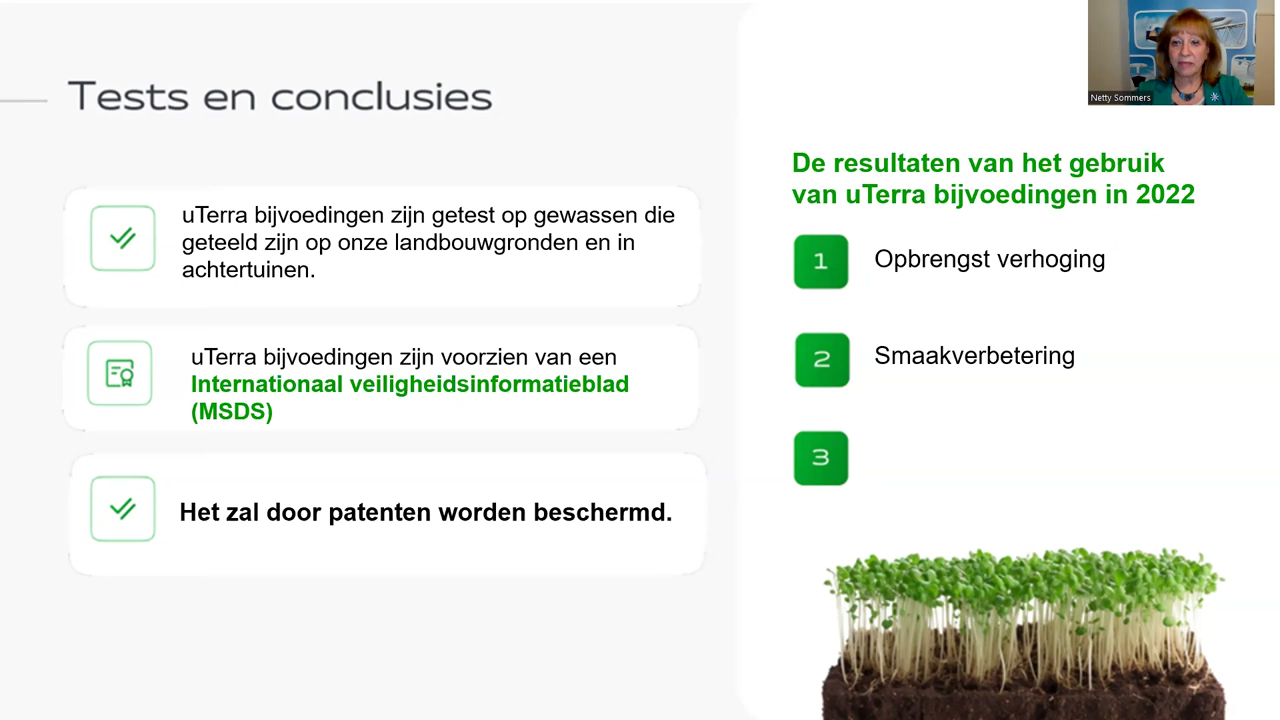 Tests en conclusies
uTerra bijvoedingen zijn getest op gewassen die
geteeld zijn op onze landbouwgronden en in
achtertuinen.
uTerra bijvoedingen zijn voorzien van een
Internationaal veiligheidsinformatieblad
(MSDS)
Het zal door patenten worden beschermd.
Netty Sommers
De resultaten van het gebruik
van uTerra bijvoedingen in 2022
1 Opbrengst verhoging
2 Smaakverbetering
3